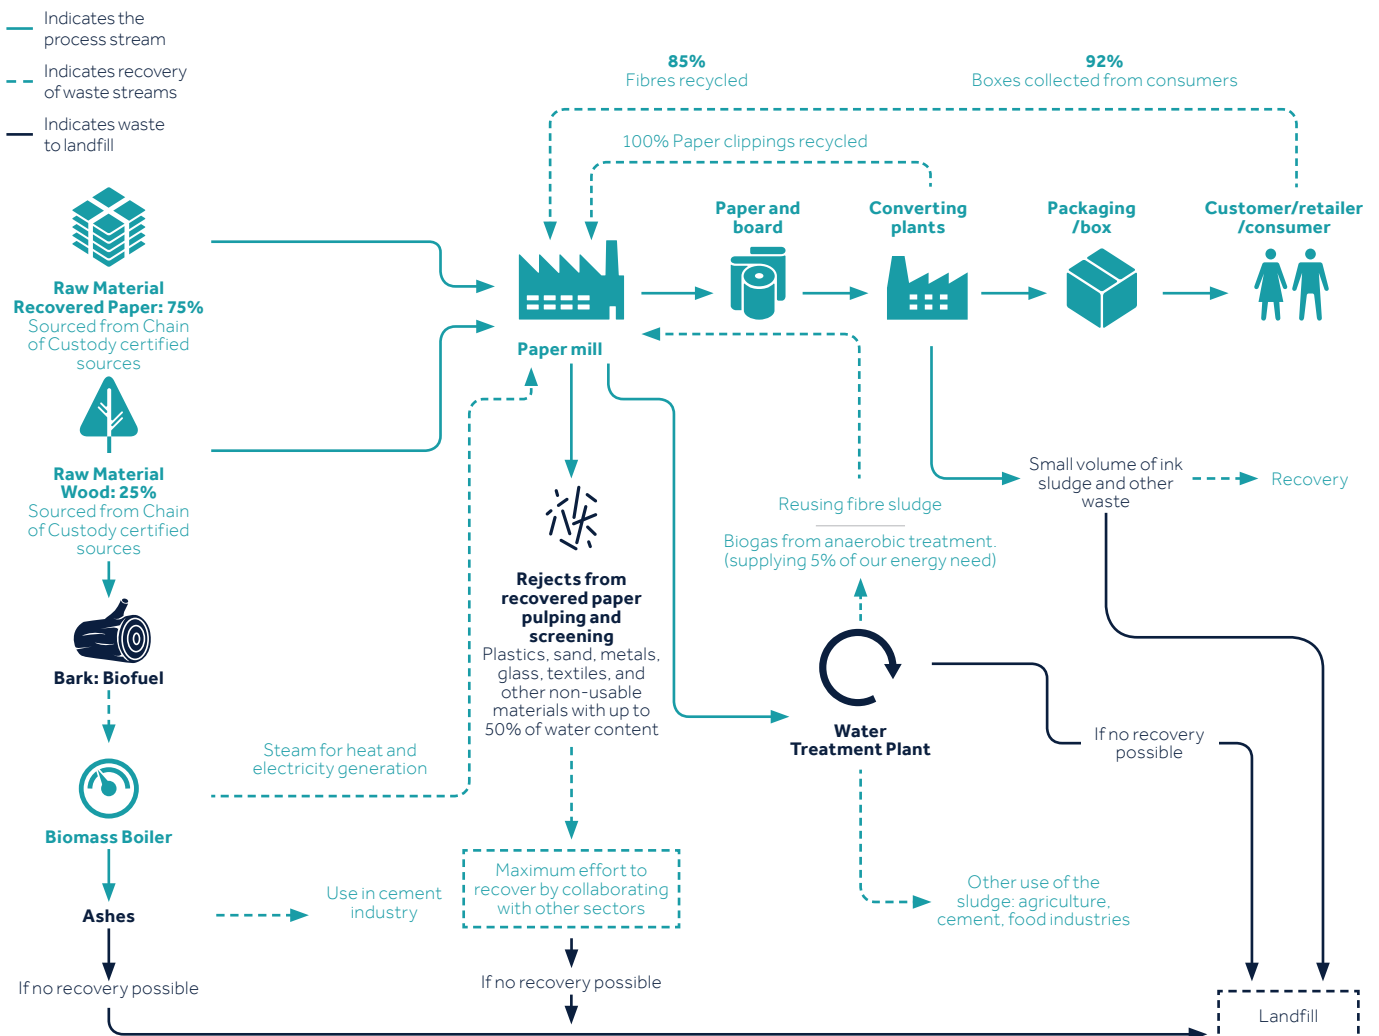 Indicates the
process stream
Indicates recovery
of waste streams
Indicates waste
to landfill
85%
Fibres recycled
92%
Boxes collected from consumers
100% Paper clippings recycled
Raw Material
Recovered Paper: 75%
Sourced from Chain
of Custody certified
sources
Raw Material
Wood: 25%
Sourced from Chain
of Custody certified
sources
Bark: Biofuel
Biomass Boiler
Ashes
If no recovery possible
Steam for heat and
electricity generation
Use in cement
industry
Paper mill
Paper and
board
Converting
plants
Packaging
/box
Customer/retailer
/consumer
Rejects from
recovered paper
pulping and
screening
Plastics, sand, metals,
glass, textiles, and
other non-usable
materials with up to
50% of water content
Maximum effort to
recover by collaborating
with other sectors
If no recovery possible
Reusing fibre sludge
Biogas from anaerobic treatment.
(supplying 5% of our energy need)
Water
Treatment Plant
Other use of the
sludge: agriculture,
cement, food industries
Small volume of ink
sludge and other
waste
Recovery
If no recovery
possible
Landfill